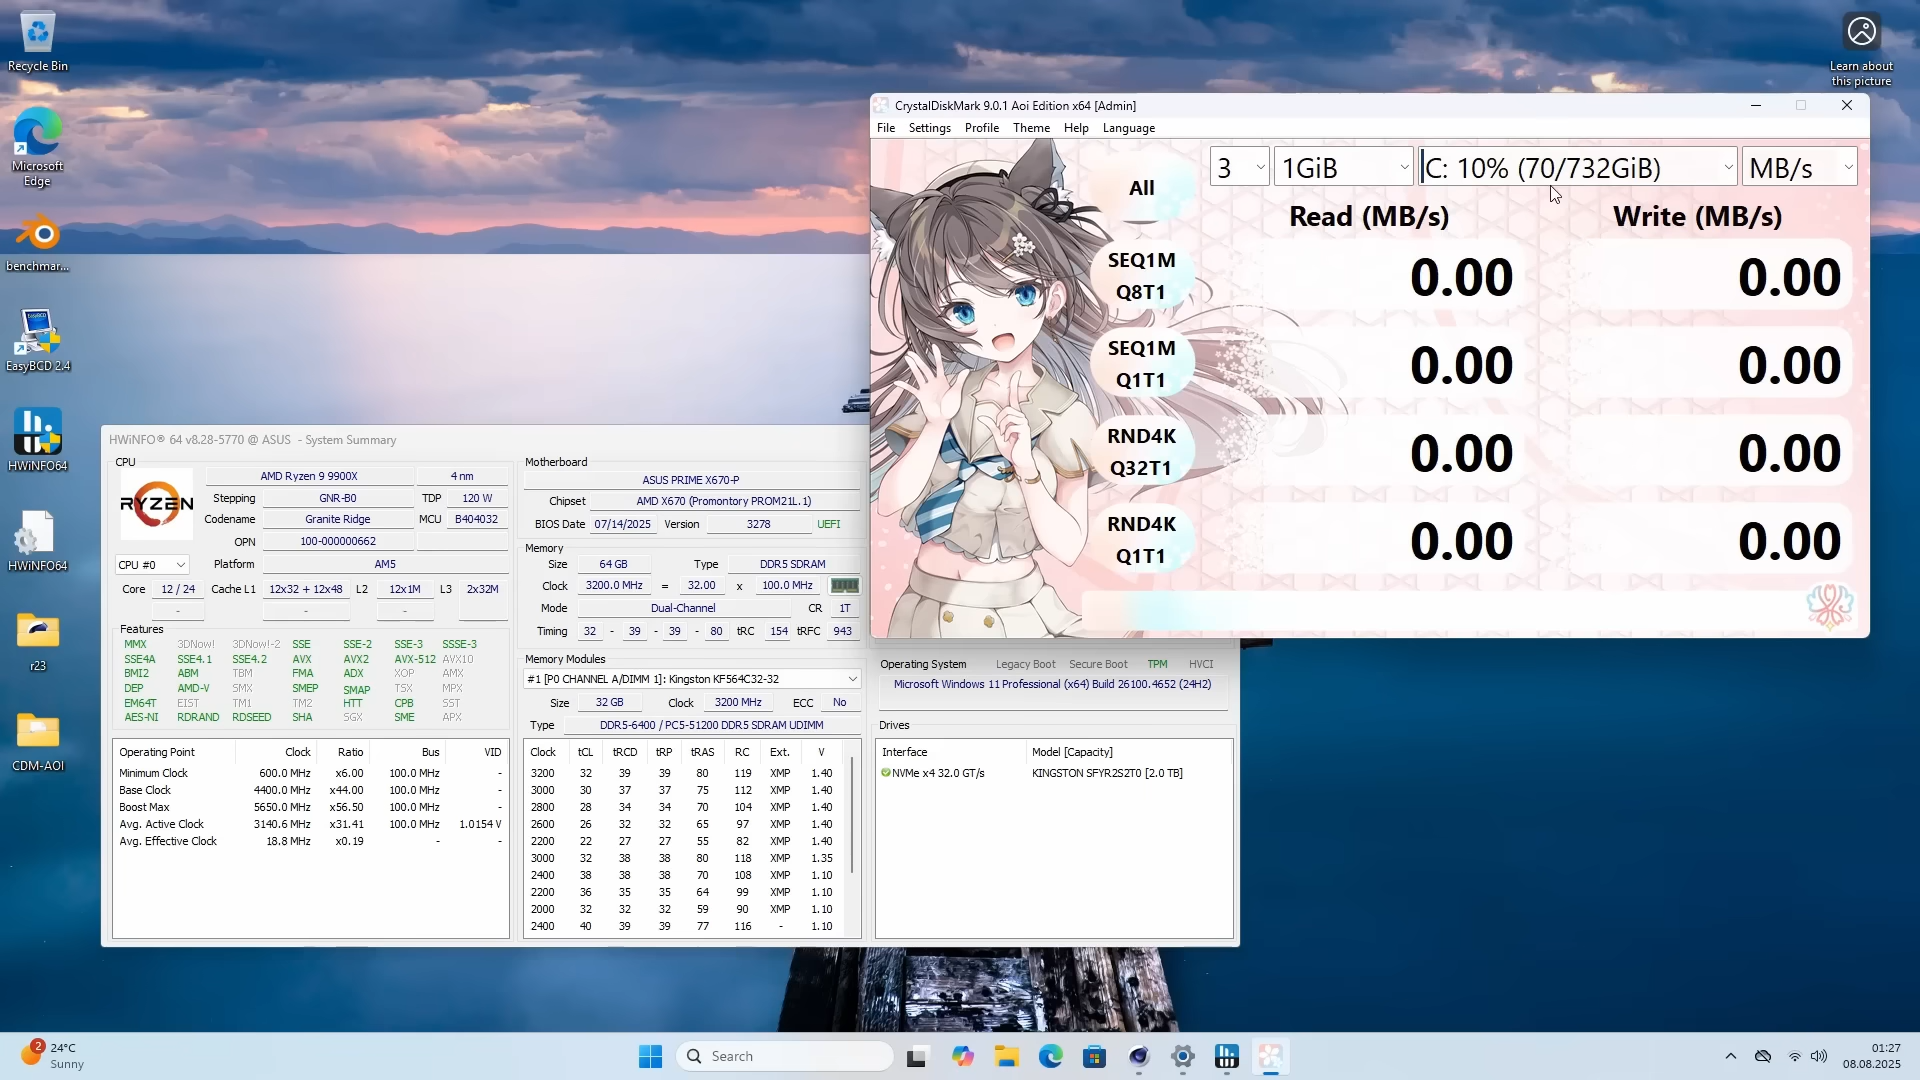 Recycle Bin
Microsoft
Edge
benchmar...
EasyBCD 2.4
HWiNFO64
HWiNFO64
r23
CDM-AOI
Learn about
this picture
CrystalDiskMark 9.0.1 Aoi Edition x64 [Admin]
File Settings Profile Theme Help Language
All 3 1GiB C: 10% (70/732GiB) MB/s
Read (MB/s) Write (MB/s)
SEQ1M
Q8T1 0.00 0.00
SEQ1M
Q1T1 0.00 0.00
RND4K
Q32T1 0.00 0.00
RND4K
Q1T1 0.00 0.00
HWiNFO® 64 v8.28-5770 @ ASUS - System Summary
CPU
RYZEN
AMD Ryzen 9 9900X 4 nm
Stepping GNR-B0 TDP 120 W
Codename Granite Ridge MCU B404032
OPN 100-000000662
CPU #0 Platform AM5
Core 12 / 24 Cache L1 12x32 + 12x48 L2 12x1M L3 2x32M
- - -
Features
MMX 3DNow! 3DNow!-2 SSE SSE-2 SSE-3 SSSE-3
SSE4A SSE4.1 SSE4.2 AVX AVX2 AVX-512 AVX10
BMI2 ABM TBM FMA ADX XOP AMX
DEP AMD-V SMX SMEP SMAP TSX MPX
EM64T EIST TM1 TM2 HTT CPB SST
AES-NI RDRAND RDSEED SHA SGX SME APX
Operating Point Clock Ratio Bus VID
Minimum Clock 600.0 MHz x6.00 100.0 MHz -
Base Clock 4400.0 MHz x44.00 100.0 MHz -
Boost Max 5650.0 MHz x56.50 100.0 MHz -
Avg. Active Clock 3140.6 MHz x31.41 100.0 MHz 1.0154 V
Avg. Effective Clock 18.8 MHz x0.19 - -
Motherboard
ASUS PRIME X670-P
Chipset AMD X670 (Promontory PROM21L.1)
BIOS Date 07/14/2025 Version 3278 UEFI
Memory
Size 64 GB Type DDR5 SDRAM
Clock 3200.0 MHz = 32.00 x 100.0 MHz
Mode Dual-Channel CR 1T
Timing 32 - 39 - 39 - 80 tRC 154 tRFC 943
Memory Modules
#1 [P0 CHANNEL A/DIMM 1]: Kingston KF564C32-32
Size 32 GB Clock 3200 MHz ECC No
Type DDR5-6400 / PC5-51200 DDR5 SDRAM UDIMM
Clock tCL tRCD tRP tRAS RC Ext. V
3200 32 39 39 80 119 XMP 1.40
3000 30 37 37 75 112 XMP 1.40
2800 28 34 34 70 104 XMP 1.40
2600 26 32 32 65 97 XMP 1.40
2200 22 27 27 55 82 XMP 1.40
3000 32 38 38 80 118 XMP 1.35
2400 38 38 38 70 108 XMP 1.10
2200 36 35 35 64 99 XMP 1.10
2000 32 32 32 59 90 XMP 1.10
2400 40 39 39 77 116 - 1.10
Operating System Legacy Boot Secure Boot TPM HVCI
Microsoft Windows 11 Professional (x64) Build 26100.4652 (24H2)
Drives
Interface Model [Capacity]
NVMe x4 32.0 GT/s KINGSTON SFYR2S2T0 [2.0 TB]
2 24°C
Sunny
Search
01:27
08.08.2025